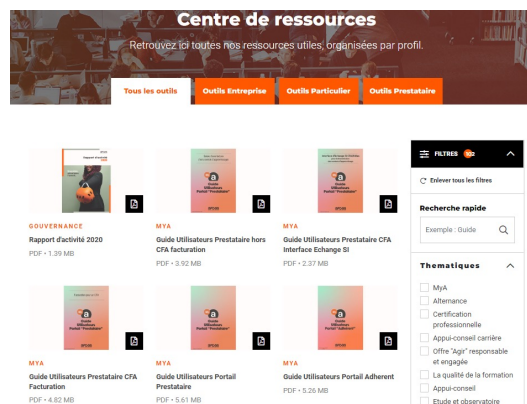 Centre de ressources
Retrouvez ici toutes nos ressources utiles, organisées par profil.
Tous les outils
Outils Entreprise
Outils Particulier
Outils Prestataire
GOUVERNANCE
Rapport d'activité 2020
PDF • 1.39 MB
MYA
Guide Utilisateurs Prestataire hors
CFA facturation
PDF • 3.92 MB
MYA
Guide Utilisateurs Prestataire CFA
Interface Echange SI
PDF • 2.37 MB
MYA
Guide Utilisateurs Prestataire CFA
Facturation
PDF • 4.82 MB
MYA
Guide Utilisateurs Portail
Prestataire
PDF • 5.61 MB
MYA
Guide Utilisateurs Portail Adherent
PDF • 5.26 MB
FILTRES 102
Enlever tous les filtres
Recherche rapide
Exemple : Guide
Thematiques
MyA
Alternance
Certification
professionnelle
Appui-conseil carrière
Offre "Agir" responsable
et engagée
La qualité de la formation
Appui-conseil
Etude et observatoire